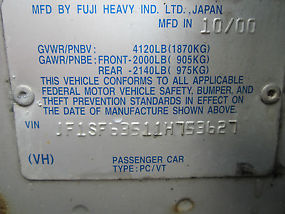 MFD BY FUJI HEAVY IND. LTD.,JAPAN
MFD IN 10/00
GVWR/PNBV: 4120LB(1870KG)
GAWR/PNBE:FRONT-2000LB( 905KG)
REAR -2140LB( 975KG)
THIS VEHICLE CONFORMS TO ALL APPLICABLE
FEDERAL MOTOR VEHICLE SAFETY, BUMPER, AND
THEFT PREVENTION STANDARDS IN EFFECT ON THE
DATE OF MANUFACTURE SHOWN ABOVE.
VIN JF1SF63511H753627
(VH) PASSENGER CAR
TYPE:PC/VT